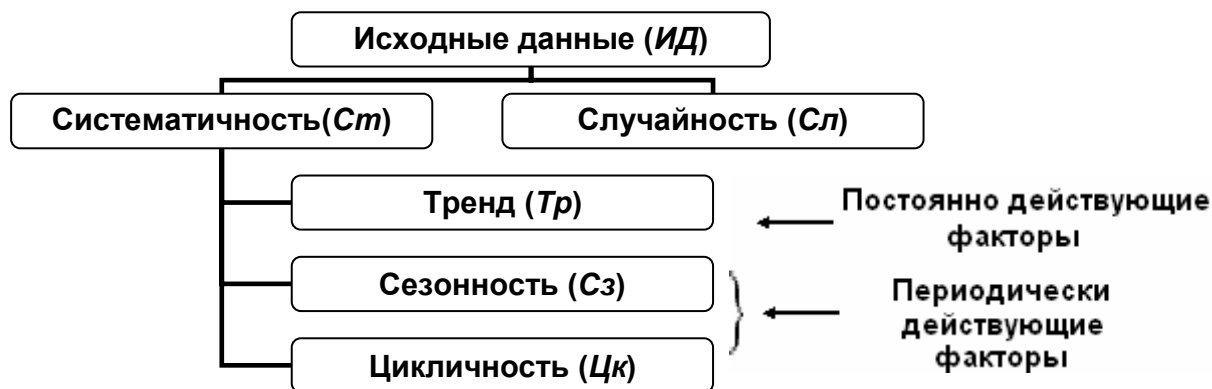 Исходные данные (ИД)
Систематичность(Ст)
Случайность (Сл)
Тренд (Тр)
Постоянно действующие
факторы
Сезонность (Сз)
Цикличность (Цк)
Периодически
действующие
факторы